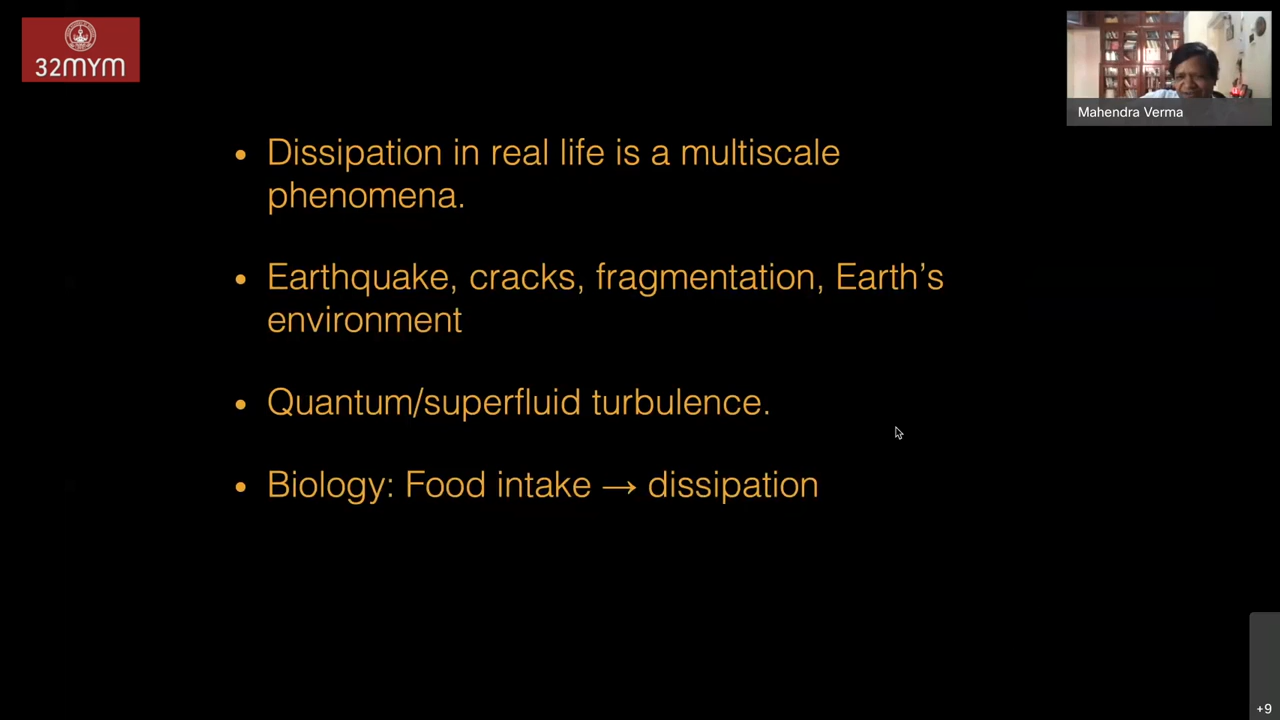 32MYM
Mahendra Verma
• Dissipation in real life is a multiscale
phenomena.
• Earthquake, cracks, fragmentation, Earth's
environment
• Quantum/superfluid turbulence.
• Biology: Food intake → dissipation
+9